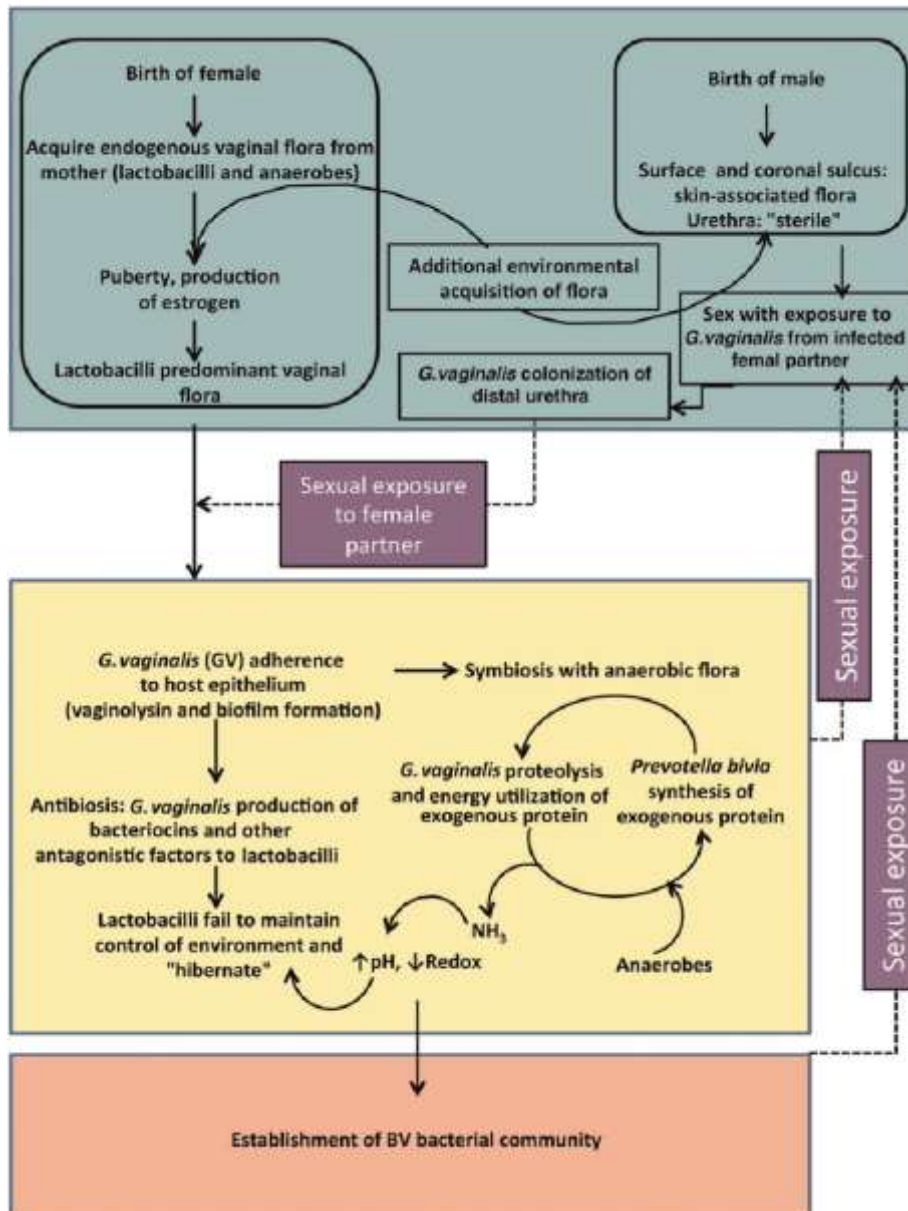 Birth of female
Acquire endogenous vaginal flora from
mother (lactobacilli and anaerobes)
Puberty, production
of estrogen
Lactobacilli predominant vaginal
flora
Additional environmental
acquisition of flora
Birth of male
Surface and coronal sulcus:
skin-associated flora
Urethra: "sterile"
Sex with exposure to
G.vaginalis from infected
femal partner
G.vaginalis colonization of
distal urethra
Sexual exposure
to female
partner
Sexual exposure
Sexual exposure
G.vaginalis (GV) adherence
to host epithelium
(vaginolysin and biofilm formation)
Symbiosis with anaerobic flora
Antibiosis: G.vaginalis production of
bacteriocins and other
antagonistic factors to lactobacilli
Lactobacilli fail to maintain
control of environment and
"hibernate"
G.vaginalis proteolysis
and energy utilization of
exogenous protein
Prevotella bivia
synthesis of
exogenous protein
NH3
↑pH, ↓Redox
Anaerobes
Establishment of BV bacterial community